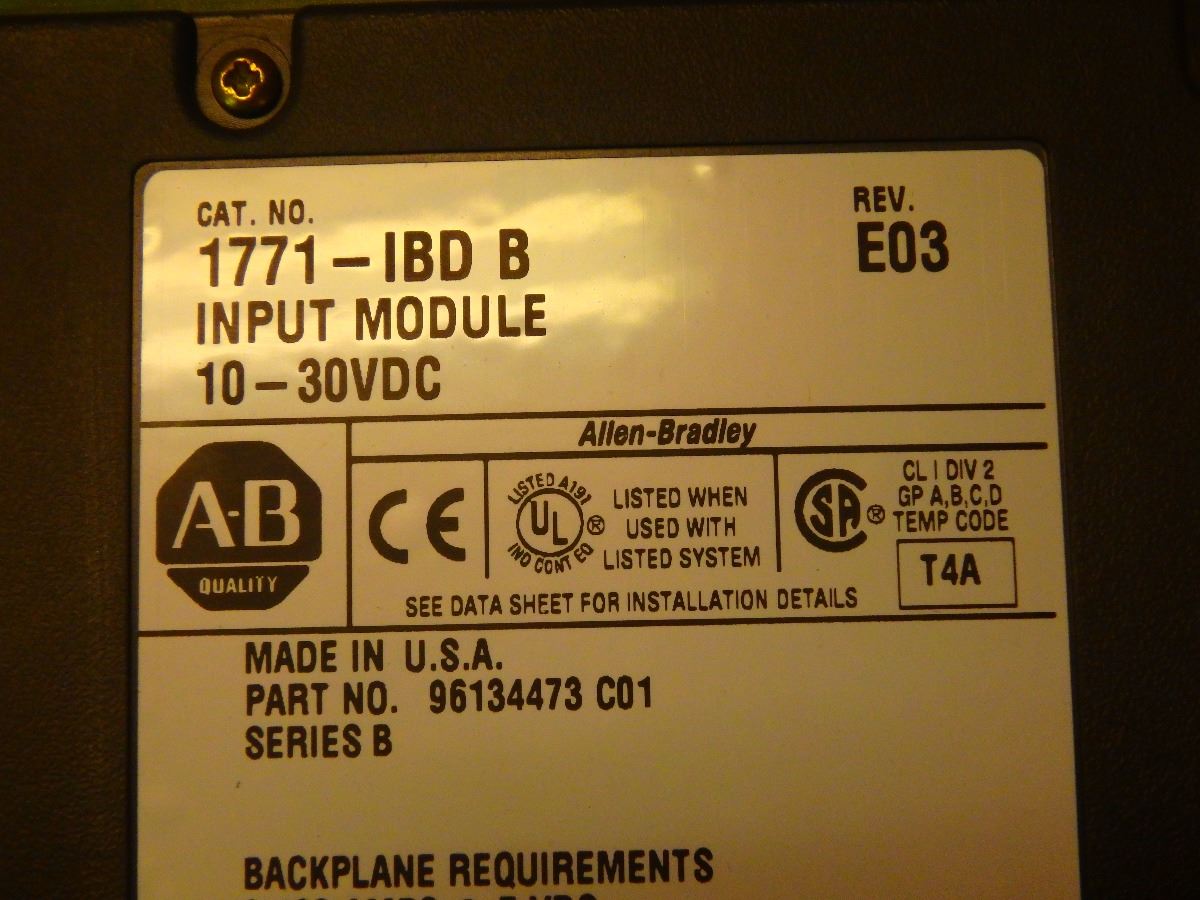 CAT. NO.
REV.
1771-IBD B
E03
INPUT MODULE
10-30VDC
Allen-Bradley
A-B
QUALITY
CE
LISTED A191
UL ®
IND CONT EQ
LISTED WHEN
USED WITH
LISTED SYSTEM
SA ®
CL I DIV 2
GP A,B,C,D
TEMP CODE
T4A
SEE DATA SHEET FOR INSTALLATION DETAILS
MADE IN U.S.A.
PART NO. 96134473 C01
SERIES B
BACKPLANE REQUIREMENTS